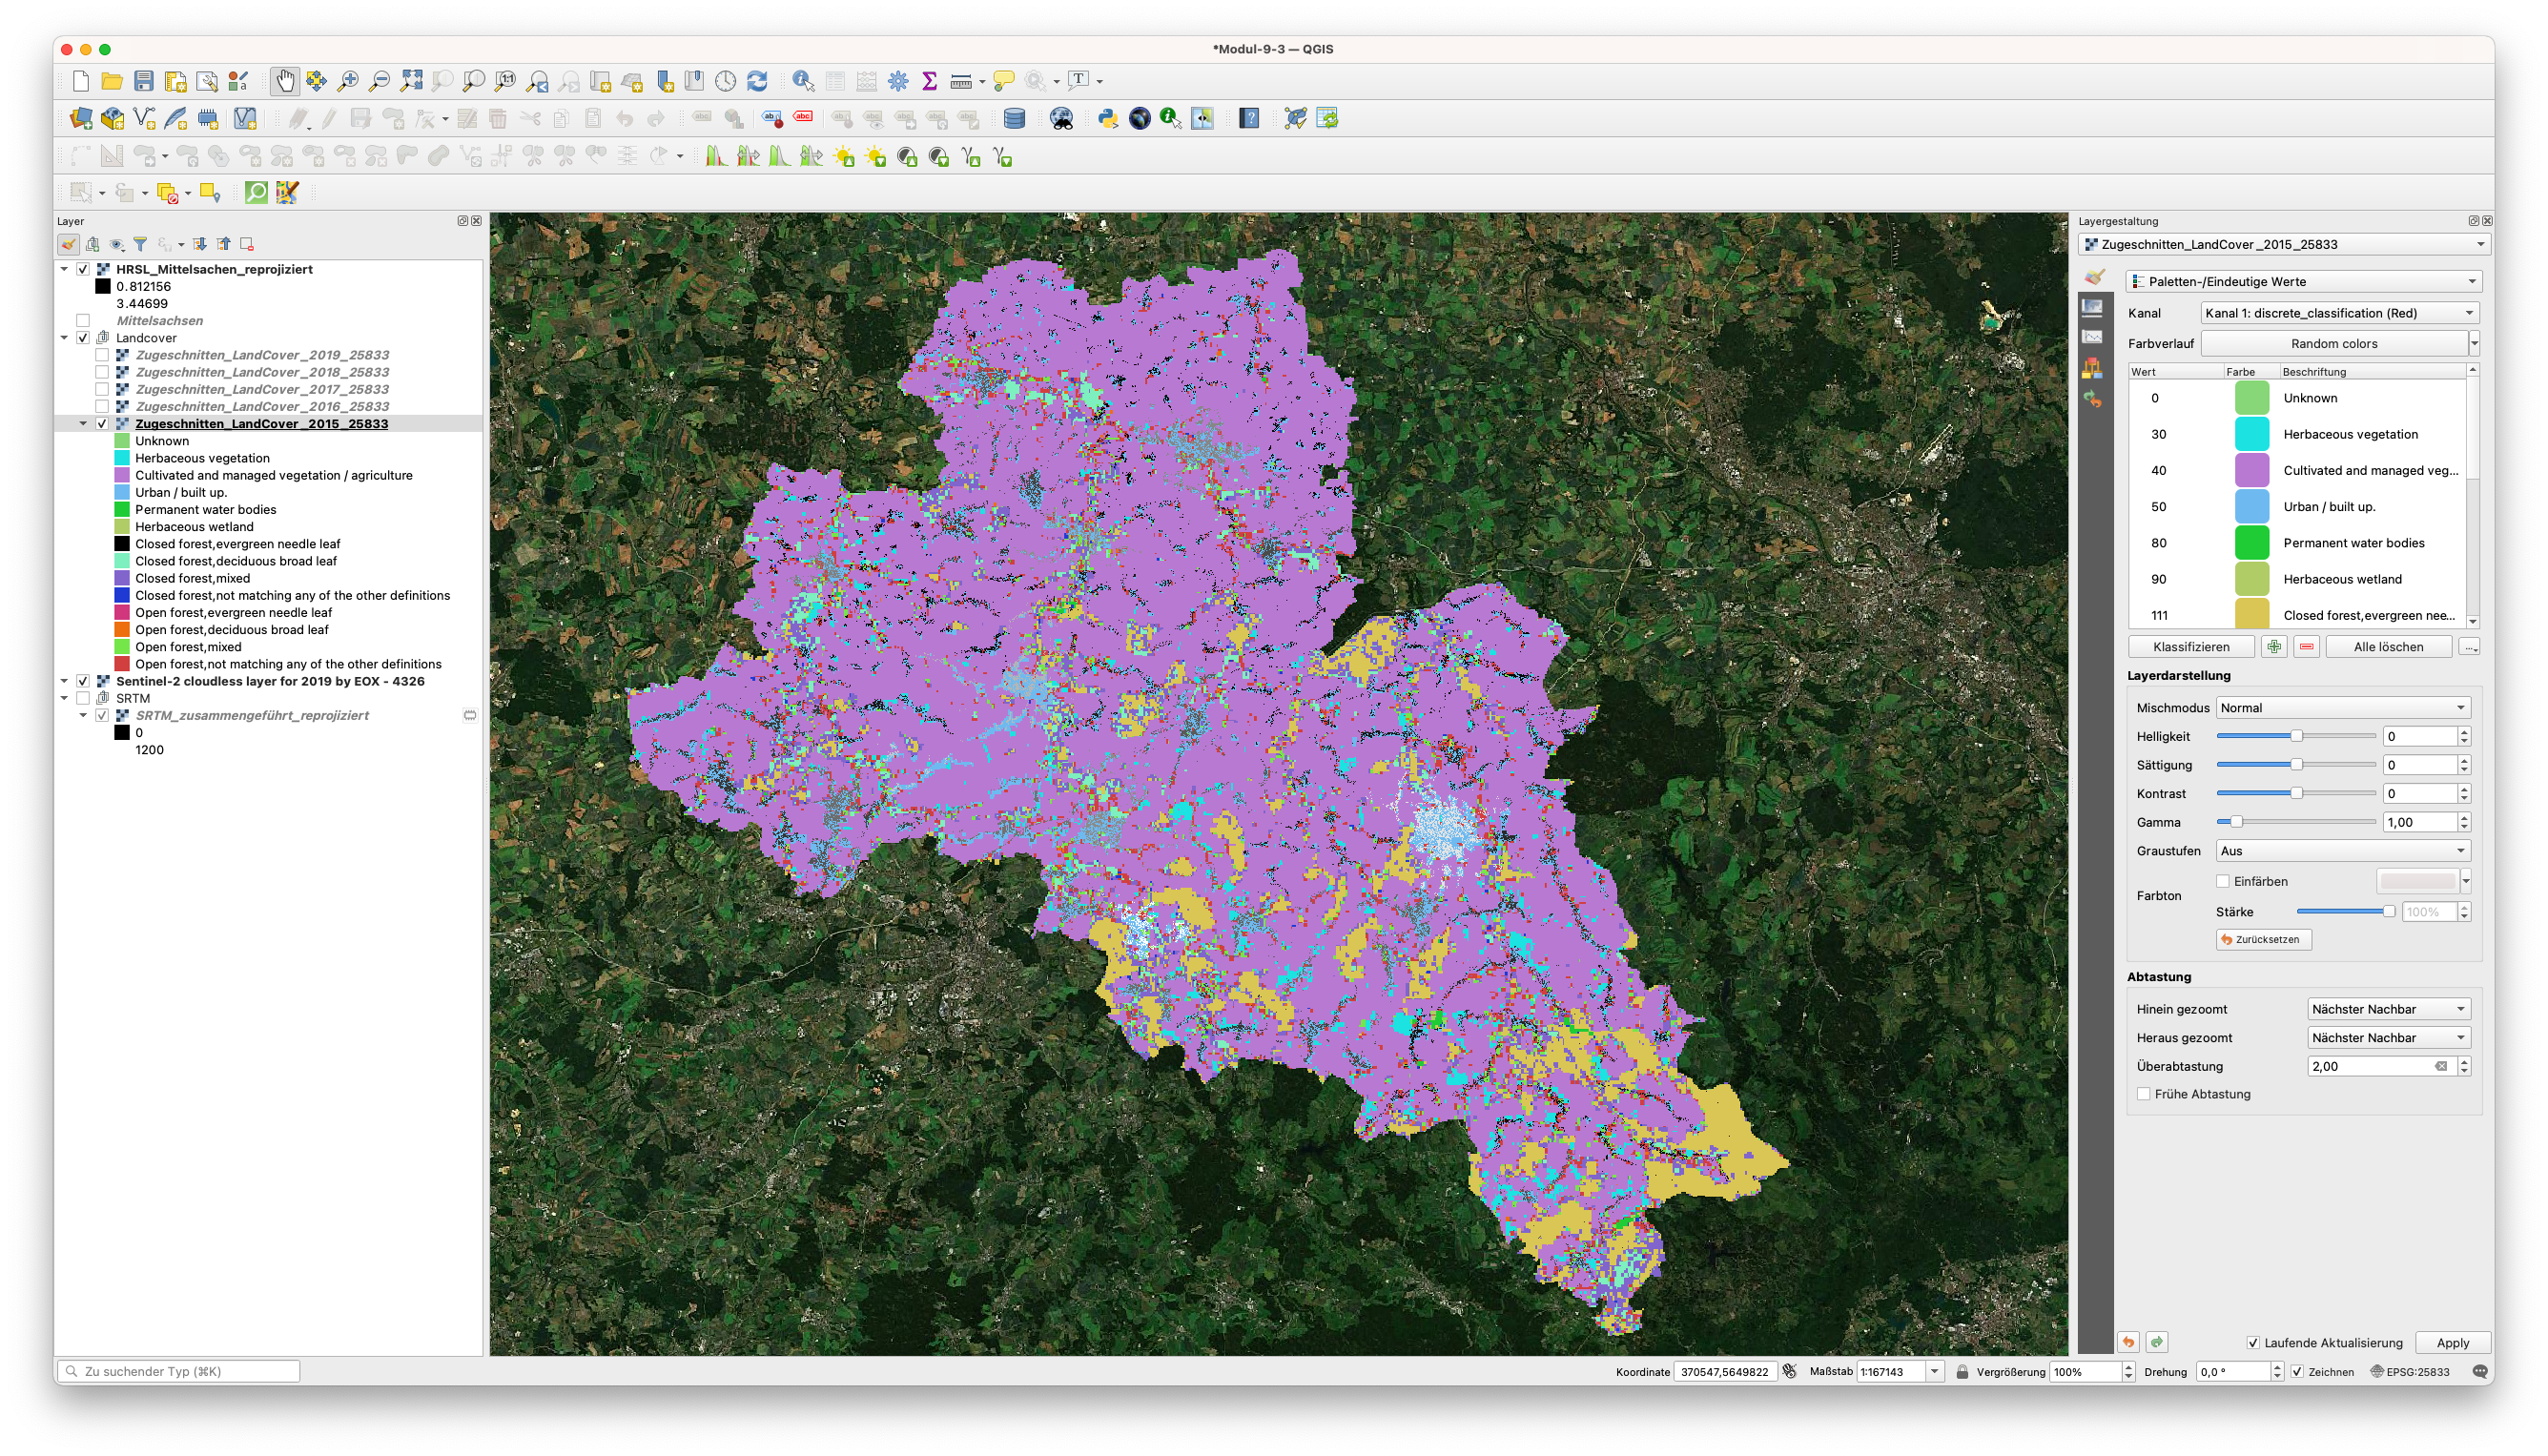 *Modul-9-3 — QGIS
Layer
HRSL_Mittelsachen_reprojiziert
0.812156
3.44699
Mittelsachsen
Landcover
Zugeschnitten_LandCover_2019_25833
Zugeschnitten_LandCover_2018_25833
Zugeschnitten_LandCover_2017_25833
Zugeschnitten_LandCover_2016_25833
Zugeschnitten_LandCover_2015_25833
Unknown
Herbaceous vegetation
Cultivated and managed vegetation / agriculture
Urban / built up.
Permanent water bodies
Herbaceous wetland
Closed forest,evergreen needle leaf
Closed forest,deciduous broad leaf
Closed forest,mixed
Closed forest,not matching any of the other definitions
Open forest,evergreen needle leaf
Open forest,deciduous broad leaf
Open forest,mixed
Open forest,not matching any of the other definitions
Sentinel-2 cloudless layer for 2019 by EOX - 4326
SRTM
SRTM_zusammengeführt_reprojiziert
0
1200
Layergestaltung
Zugeschnitten_LandCover_2015_25833
Paletten-/Eindeutige Werte
Kanal Kanal 1: discrete_classification (Red)
Farbverlauf Random colors
Wert Farbe Beschriftung
0 Unknown
30 Herbaceous vegetation
40 Cultivated and managed veg...
50 Urban / built up.
80 Permanent water bodies
90 Herbaceous wetland
111 Closed forest,evergreen nee...
Klassifizieren Alle löschen ...
Layerdarstellung
Mischmodus Normal
Helligkeit 0
Sättigung 0
Kontrast 0
Gamma 1,00
Graustufen Aus
Farbton Einfärben
Stärke 100%
Zurücksetzen
Abtastung
Hinein gezoomt Nächster Nachbar
Heraus gezoomt Nächster Nachbar
Überabtastung 2,00
Frühe Abtastung
Laufende Aktualisierung Apply
Zu suchender Typ (⌘K) Koordinate 370547,5649822 Maßstab 1:167143 Vergrößerung 100% Drehung 0,0 ° Zeichnen EPSG:25833